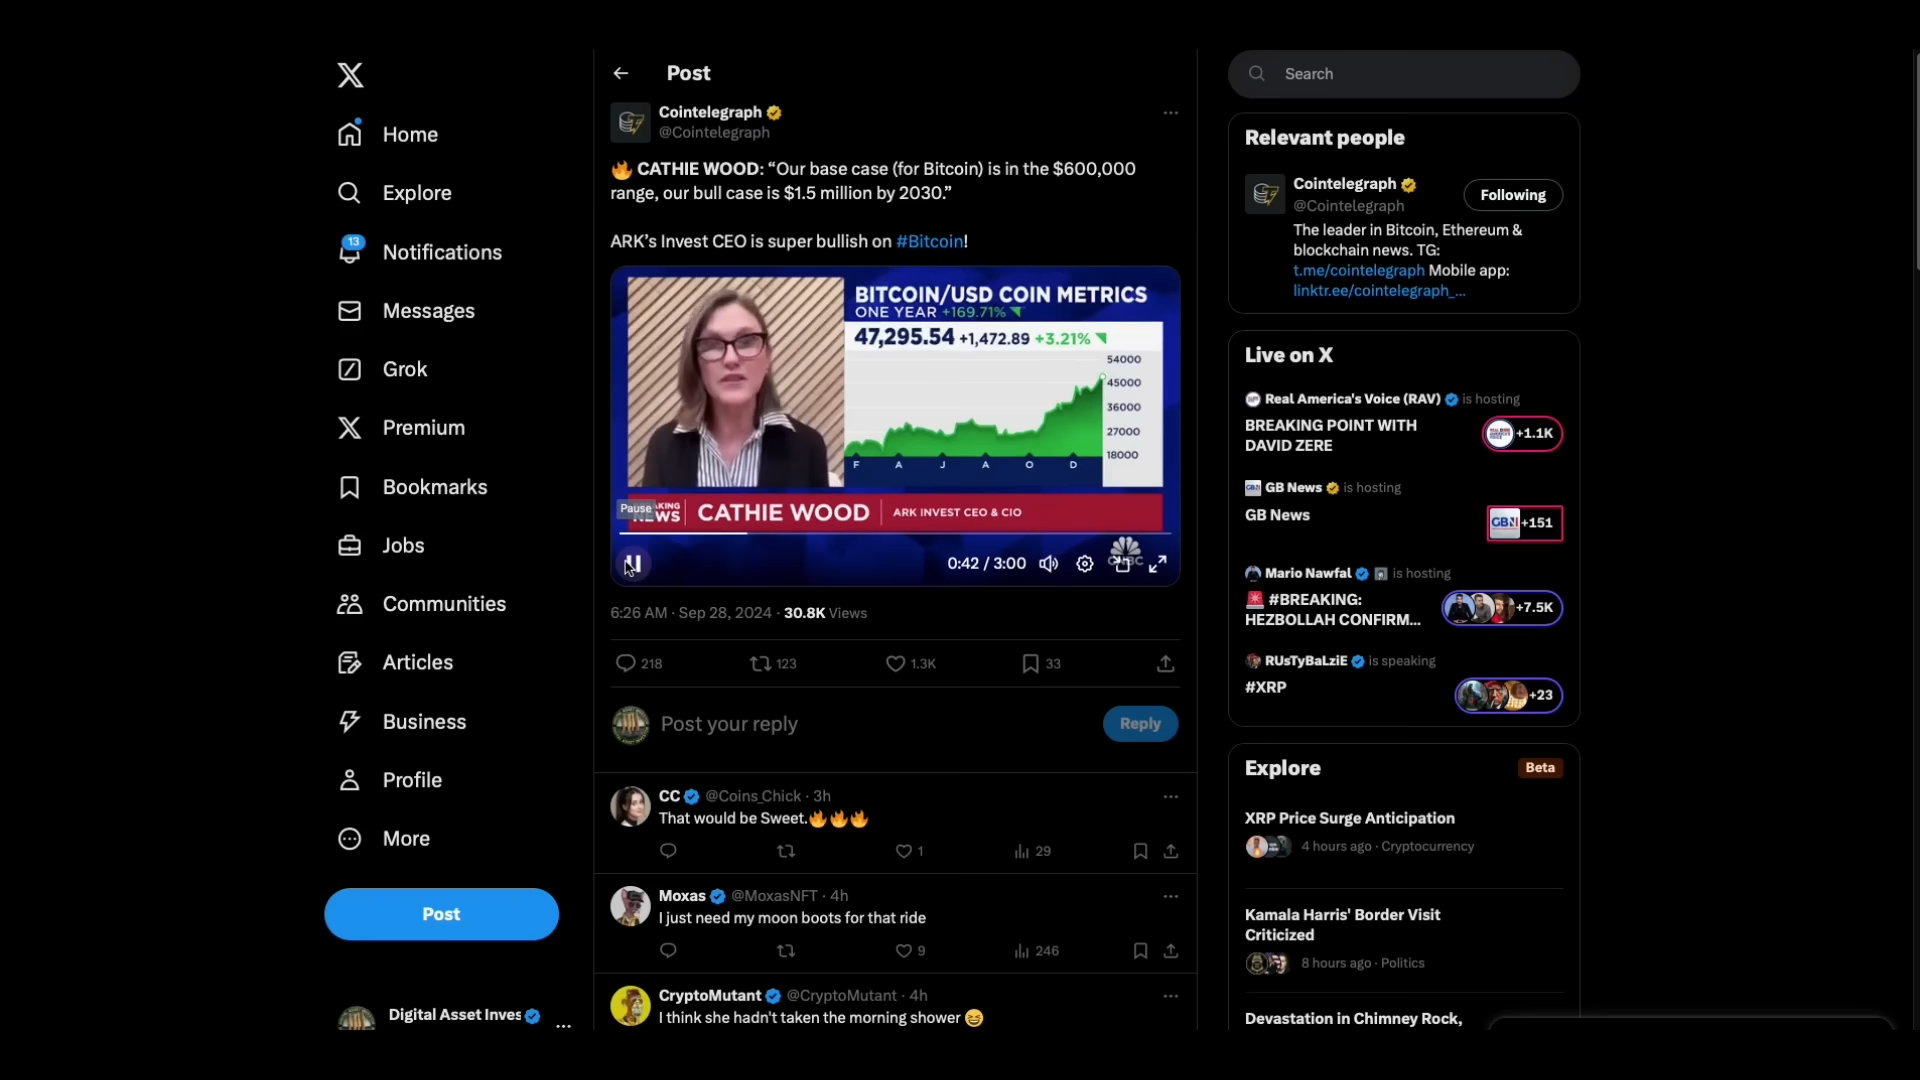 Home
Explore
13
Notifications
Messages
Grok
Premium
Bookmarks
Jobs
Communities
Articles
Business
Profile
More
Post
Digital Asset Inves
Post
Cointelegraph
@Cointelegraph
🔥 CATHIE WOOD: “Our base case (for Bitcoin) is in the $600,000
range, our bull case is $1.5 million by 2030.”
ARK’s Invest CEO is super bullish on #Bitcoin!
BITCOIN/USD COIN METRICS
ONE YEAR +169.71%
47,295.54 +1,472.89 +3.21%
54000
45000
36000
27000
18000
F A J A O D
Pause
KING
NEWS
CATHIE WOOD
ARK INVEST CEO & CIO
0:42 / 3:00
6:26 AM · Sep 28, 2024 · 30.8K Views
218 123 1.3K 33
Post your reply
Reply
CC @Coins_Chick · 3h
That would be Sweet.🔥🔥🔥
1 29
Moxas @MoxasNFT · 4h
I just need my moon boots for that ride
9 246
CryptoMutant @CryptoMutant · 4h
I think she hadn't taken the morning shower 😆
Search
Relevant people
Cointelegraph
@Cointelegraph
Following
The leader in Bitcoin, Ethereum &
blockchain news. TG:
t.me/cointelegraph Mobile app:
linktr.ee/cointelegraph_…
Live on X
Real America's Voice (RAV) is hosting
BREAKING POINT WITH
DAVID ZERE
+1.1K
GBN GB News is hosting
GB News
GBN +151
Mario Nawfal is hosting
🚨 #BREAKING:
HEZBOLLAH CONFIRM...
+7.5K
RUsTyBaLziE is speaking
#XRP
+23
Explore
Beta
XRP Price Surge Anticipation
4 hours ago · Cryptocurrency
Kamala Harris' Border Visit
Criticized
8 hours ago · Politics
Devastation in Chimney Rock,